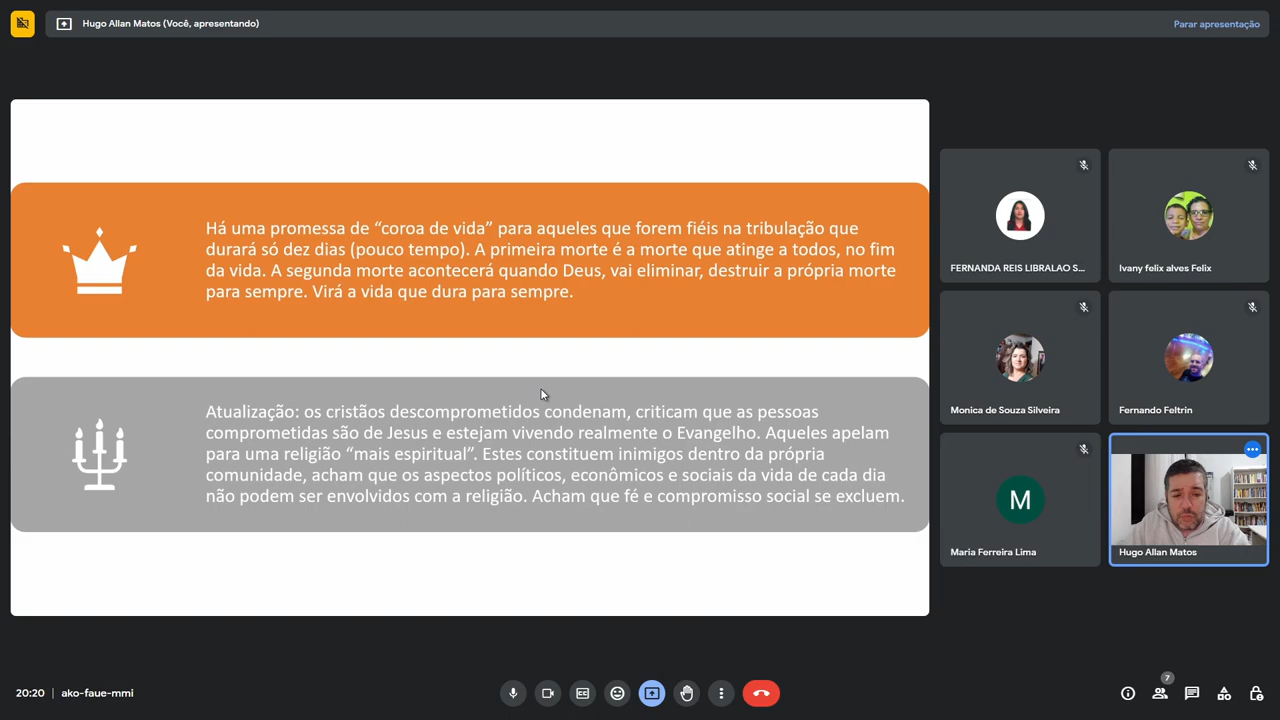 Hugo Allan Matos (Você, apresentando)
Parar apresentação
Há uma promessa de “coroa de vida” para aqueles que forem fiéis na tribulação que
durará só dez dias (pouco tempo). A primeira morte é a morte que atinge a todos, no fim
da vida. A segunda morte acontecerá quando Deus, vai eliminar, destruir a própria morte
para sempre. Virá a vida que dura para sempre.
Atualização: os cristãos descomprometidos condenam, criticam que as pessoas
comprometidas são de Jesus e estejam vivendo realmente o Evangelho. Aqueles apelam
para uma religião “mais espiritual”. Estes constituem inimigos dentro da própria
comunidade, acham que os aspectos políticos, econômicos e sociais da vida de cada dia
não podem ser envolvidos com a religião. Acham que fé e compromisso social se excluem.
FERNANDA REIS LIBRALAO S...
Ivany felix alves Felix
Monica de Souza Silveira
Fernando Feltrin
M
Maria Ferreira Lima
Hugo Allan Matos
20:20 | ako-faue-mmi
7